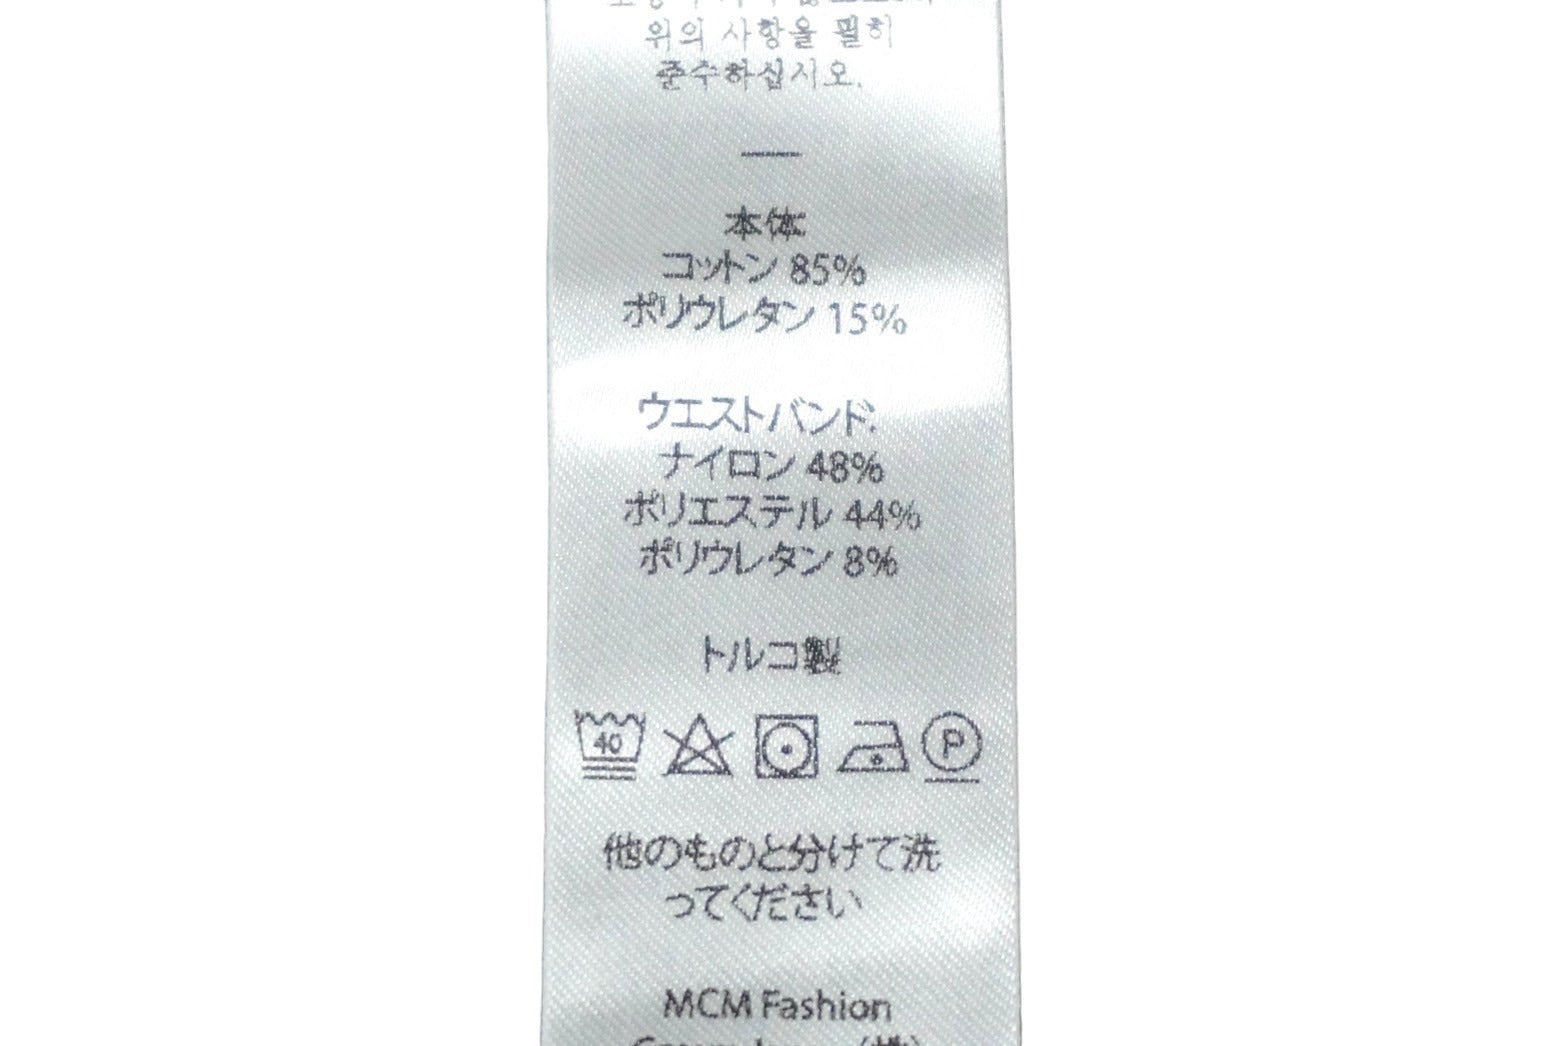 위의 사항을 필히
준수하십시오.
本体
コットン 85%
ポリウレタン 15%
ウエストバンド:
ナイロン 48%
ポリエステル 44%
ポリウレタン 8%
トルコ製
40
P
他のものと分けて洗
ってください
MCM Fashion